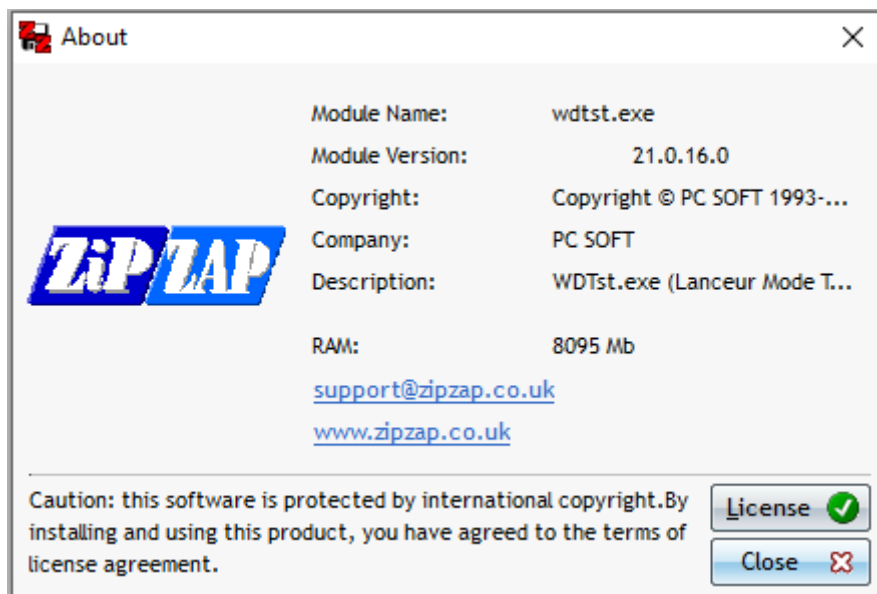 About
Module Name: wdtst.exe
Module Version: 21.0.16.0
Copyright: Copyright © PC SOFT 1993-...
Company: PC SOFT
Description: WDTst.exe (Lanceur Mode T...
ZiP ZAP
RAM: 8095 Mb
support@zipzap.co.uk
www.zipzap.co.uk
Caution: this software is protected by international copyright.By
installing and using this product, you have agreed to the terms of
license agreement.
License
Close